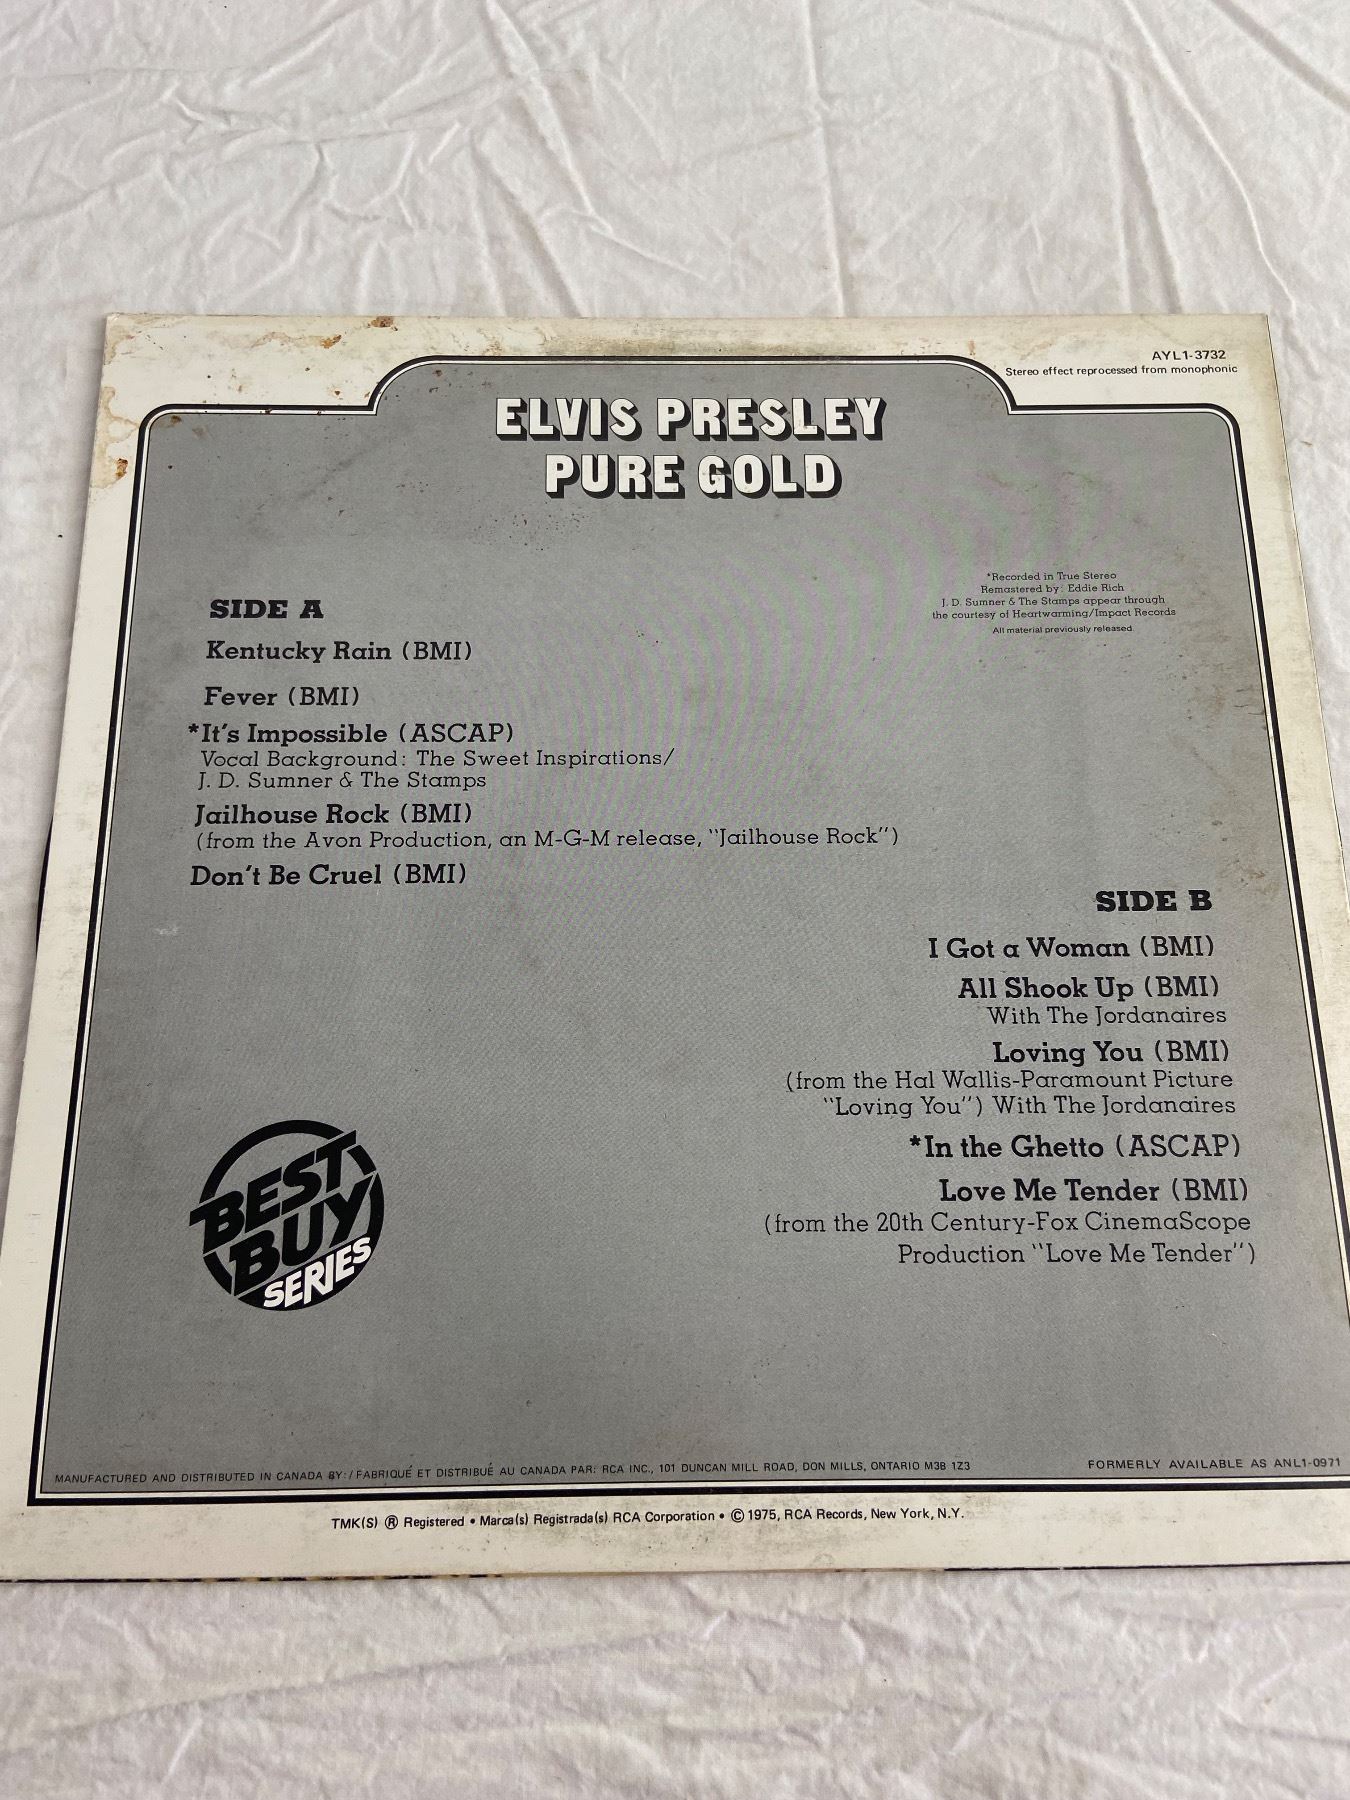 AYL1-3732
Stereo effect reprocessed from monophonic
ELVIS PRESLEY
PURE GOLD
*Recorded in True Stereo
Remastered by: Eddie Rich
J. D. Sumner & The Stamps appear through
the courtesy of Heartwarming/Impact Records
All material previously released.
SIDE A
Kentucky Rain (BMI)
Fever (BMI)
*It's Impossible (ASCAP)
Vocal Background: The Sweet Inspirations/
J. D. Sumner & The Stamps
Jailhouse Rock (BMI)
(from the Avon Production, an M-G-M release, "Jailhouse Rock")
Don't Be Cruel (BMI)
SIDE B
I Got a Woman (BMI)
All Shook Up (BMI)
With The Jordanaires
Loving You (BMI)
(from the Hal Wallis-Paramount Picture
"Loving You") With The Jordanaires
*In the Ghetto (ASCAP)
Love Me Tender (BMI)
(from the 20th Century-Fox CinemaScope
Production "Love Me Tender")
BEST
BUY
SERIES
MANUFACTURED AND DISTRIBUTED IN CANADA BY:/FABRIQUÉ ET DISTRIBUÉ AU CANADA PAR: RCA INC., 101 DUNCAN MILL ROAD, DON MILLS, ONTARIO M3B 1Z3
FORMERLY AVAILABLE AS ANL1-0971
TMK(S) ® Registered • Marca(s) Registrada(s) RCA Corporation • © 1975, RCA Records, New York, N.Y.